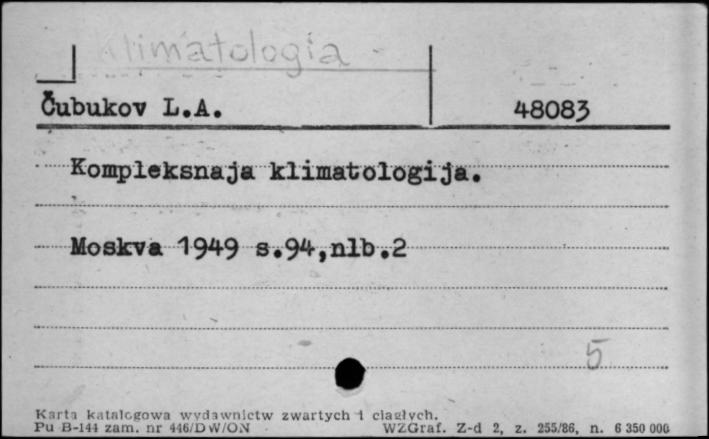 Klimatologia
Čubukov L.A. 48083
Kompleksnaja klimatologija.
Moskva 1949 s.94,nlb.2
5
Karta katalogowa wydawnictw zwartych i ciągłych.
Pu B-144 zam. nr 446/DW/ON WZGraf. Z-d 2, z. 255/86, n. 6 350 000